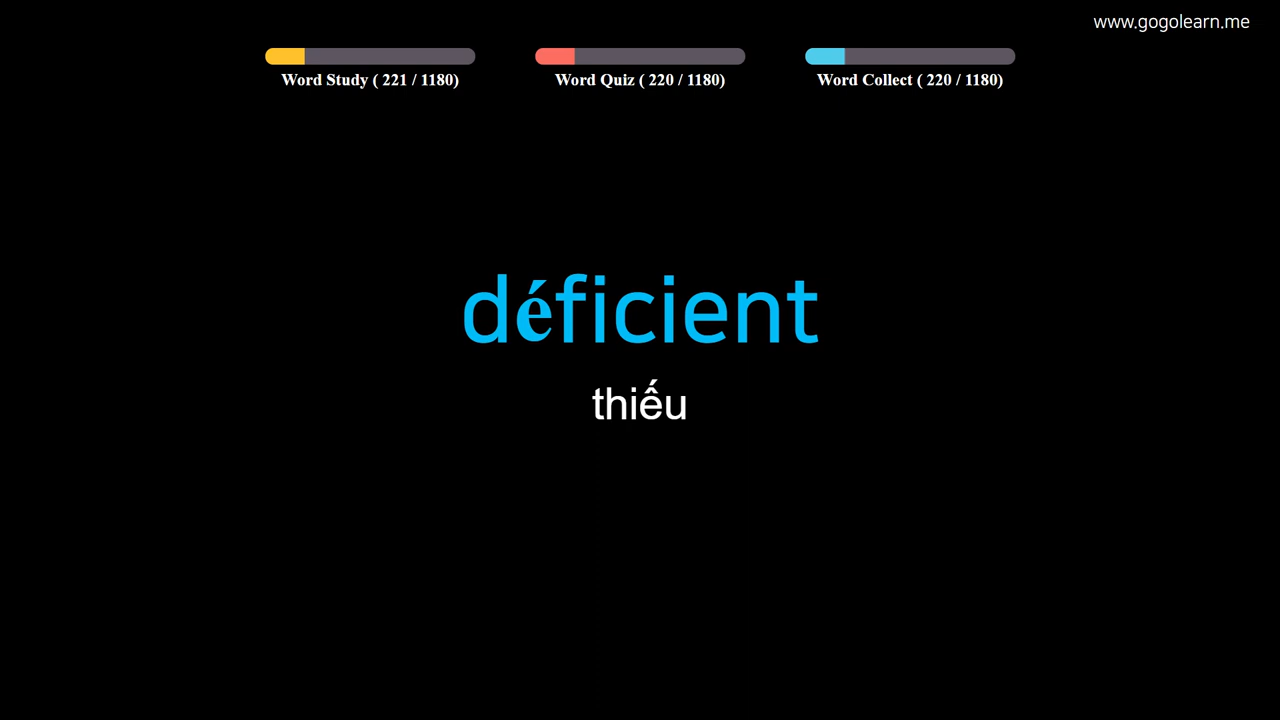 www.gogolearn.me
Word Study ( 221 / 1180)
Word Quiz ( 220 / 1180)
Word Collect ( 220 / 1180)
déficient
thiếu